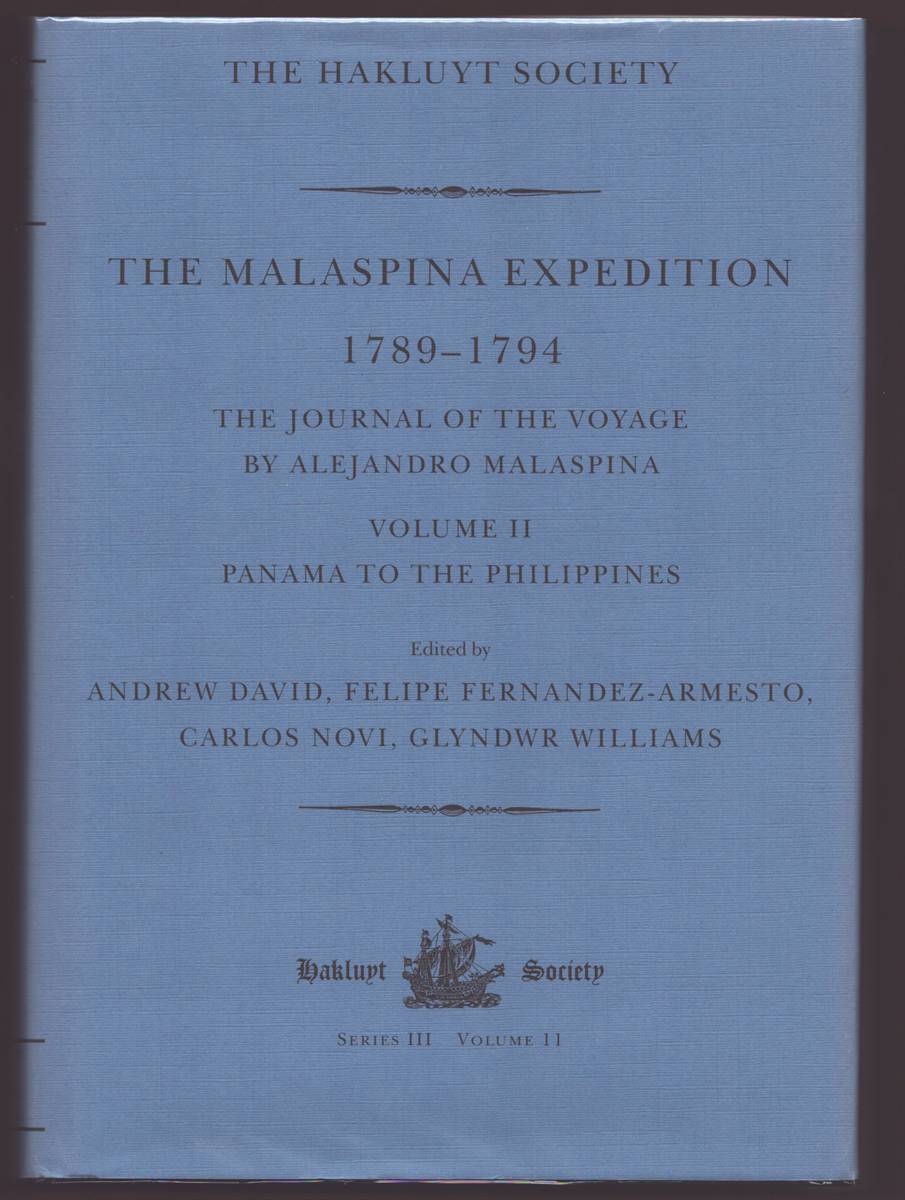 THE HAKLUYT SOCIETY
THE MALASPINA EXPEDITION
1789–1794
THE JOURNAL OF THE VOYAGE
BY ALEJANDRO MALASPINA
VOLUME II
PANAMA TO THE PHILIPPINES
Edited by
ANDREW DAVID, FELIPE FERNANDEZ-ARMESTO,
CARLOS NOVI, GLYNDWR WILLIAMS
Hakluyt Society
SERIES III VOLUME 11